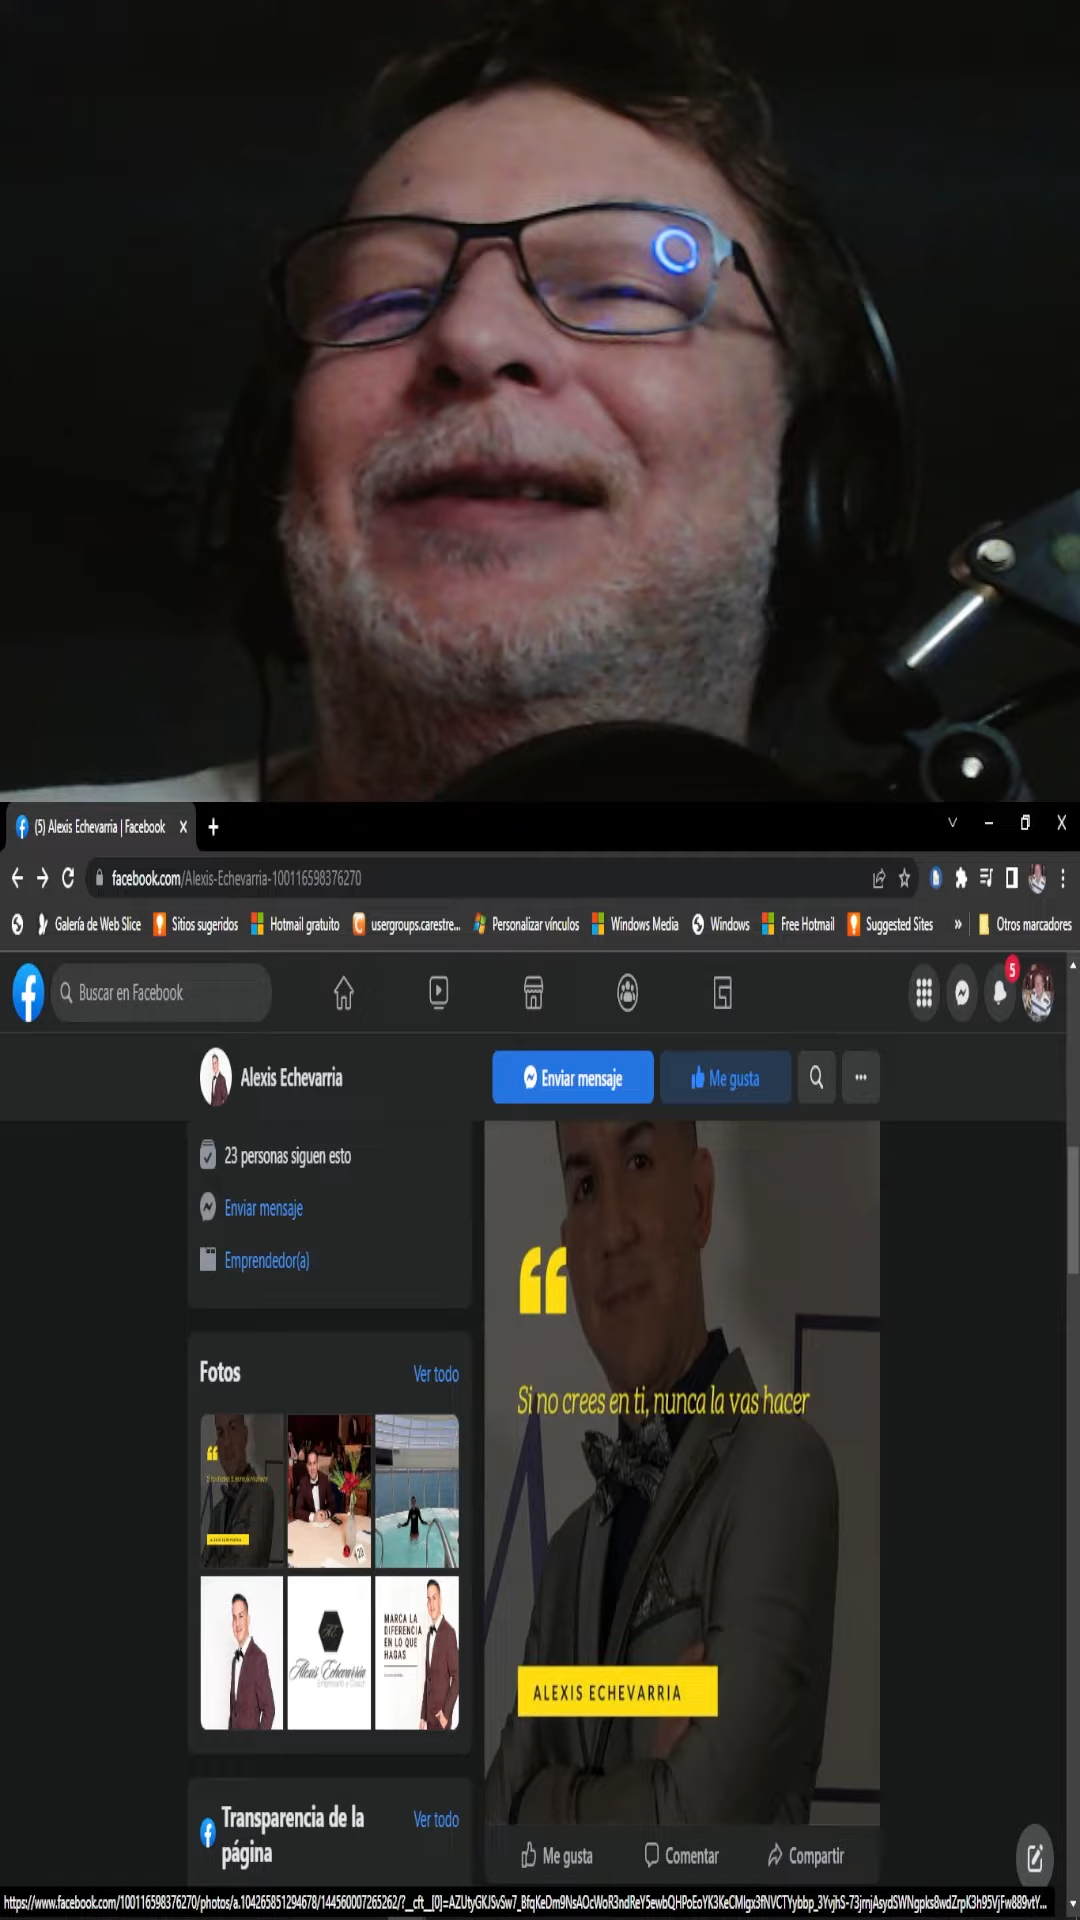 (5) Alexis Echevarria | Facebook
facebook.com/Alexis-Echevarria-100116598376270
Galería de Web Slice
Sitios sugeridos
Hotmail gratuito
usergroups.carestre...
Personalizar vínculos
Windows Media
Windows
Free Hotmail
Suggested Sites
»
Otros marcadores
Buscar en Facebook
5
Alexis Echevarria
Enviar mensaje
Me gusta
23 personas siguen esto
Enviar mensaje
Emprendedor(a)
Fotos
Ver todo
MARCA LA
DIFERENCIA
EN LO QUE
HAGAS
Alexis Echevarria
Empresario y Coach
“
Si no crees en ti, nunca la vas hacer
ALEXIS ECHEVARRIA
Transparencia de la
página
Ver todo
Me gusta
Comentar
Compartir